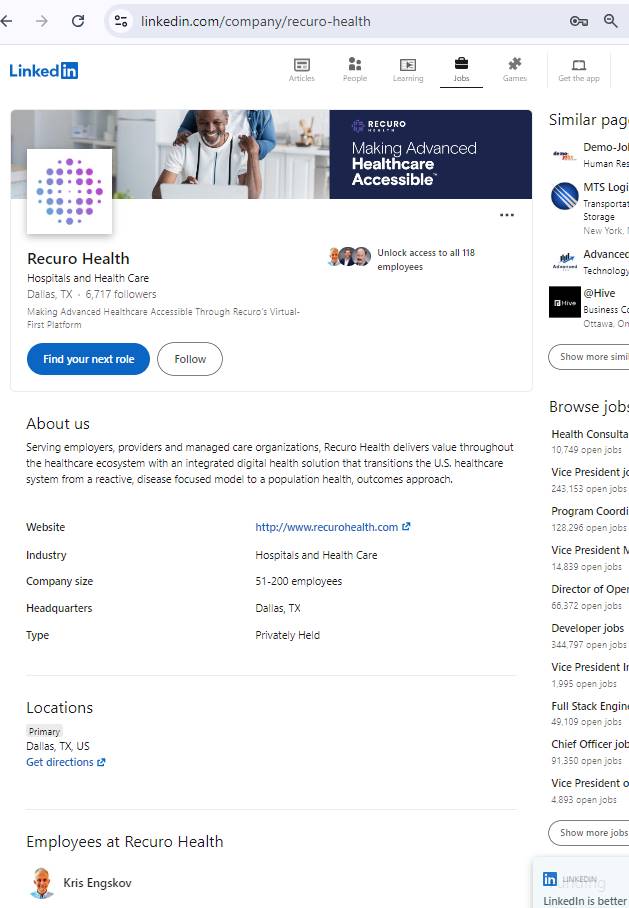 linkedin.com/company/recuro-health
Linked in
Articles
People
Learning
Jobs
Games
Get the app
RECURO
HEALTH
Making Advanced
Healthcare
Accessible™
Recuro Health
Hospitals and Health Care
Dallas, TX · 6,717 followers
Making Advanced Healthcare Accessible Through Recuro's Virtual-
First Platform
Unlock access to all 118
employees
Find your next role
Follow
About us
Serving employers, providers and managed care organizations, Recuro Health delivers value throughout
the healthcare ecosystem with an integrated digital health solution that transitions the U.S. healthcare
system from a reactive, disease focused model to a population health, outcomes approach.
Website
http://www.recurohealth.com
Industry
Hospitals and Health Care
Company size
51-200 employees
Headquarters
Dallas, TX
Type
Privately Held
Locations
Primary
Dallas, TX, US
Get directions
Employees at Recuro Health
Kris Engskov
Similar pag
Demo-Jo
Human Res
MTS Logi
Transportat
Storage
New York,
Advanced
Advanced
Technology
@Hive
Hive
Business Co
Ottawa, On
Show more simi
Browse jobs
Health Consulta
10,749 open jobs
Vice President jo
243,153 open jobs
Program Coordi
128,296 open jobs
Vice President M
14,839 open jobs
Director of Oper
66,372 open jobs
Developer jobs
344,797 open jobs
Vice President I
1,995 open jobs
Full Stack Engine
49,109 open jobs
Chief Officer job
91,350 open jobs
Vice President o
4,893 open jobs
Show more jobs
in LINKEDIN
LinkedIn is better